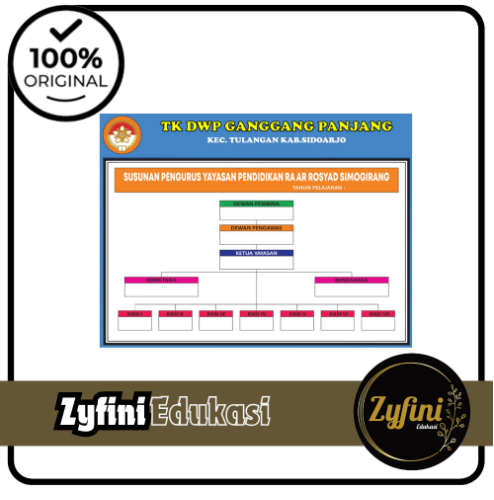 100%
ORIGINAL
TK DWP GANGGANG PANJANG
KEC. TULANGAN KAB.SIDOARJO
SUSUNAN PENGURUS YAYASAN PENDIDIKAN RA AR ROSYAD SIMOGIRANG
TAHUN PELAJARAN :
DEWAN PEMBINA
DEWAN PENGAWAS
KETUA YAYASAN
SEKRETARIS BENDAHARA
KASI I KASI II KASI III KASI IV KASI V KASI VI KASI VII
Zyfini Edukasi
Zyfini
Edukasi